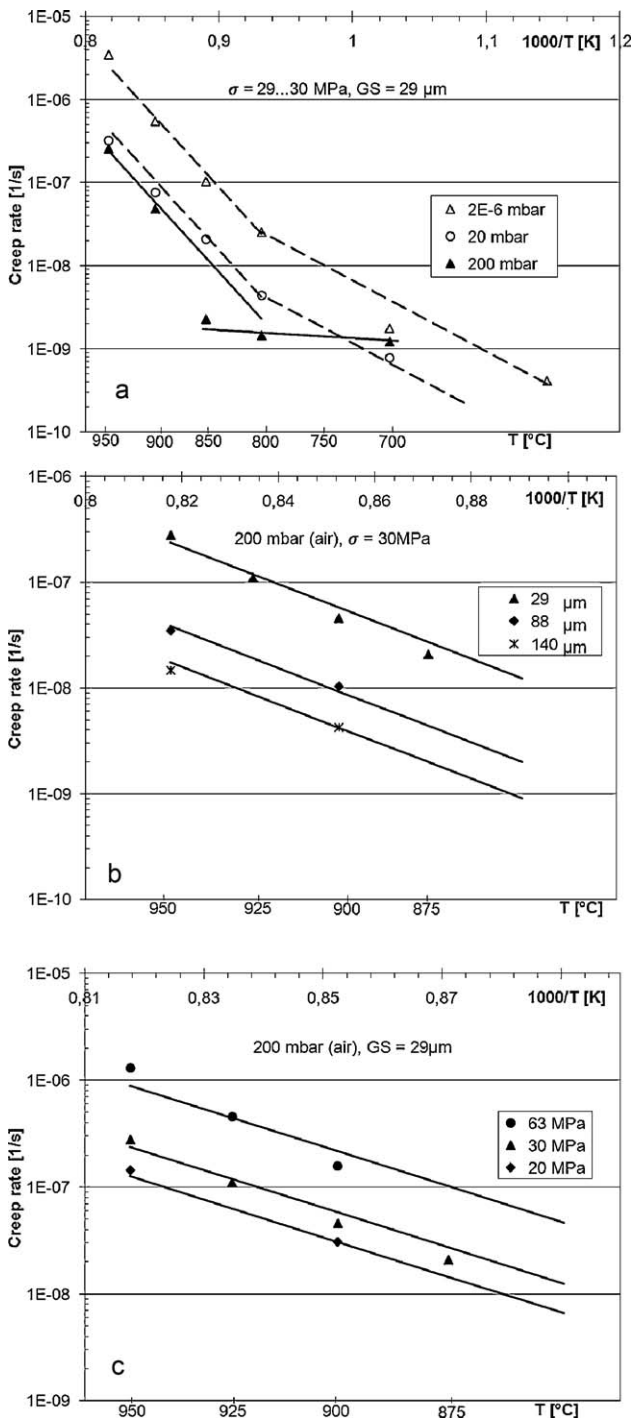 1E-05
0,8 0,9 1 1,1 1000/T [K] 1,2
σ = 29...30 MPa, GS = 29 µm
1E-06
1E-07
1E-08
1E-09
1E-10
Creep rate [1/s]
2E-6 mbar
20 mbar
200 mbar
a
950 900 850 800 750 700 T [°C]
1E-06
0,8 0,82 0,84 0,86 0,88 1000/T [K]
200 mbar (air), σ = 30MPa
1E-07
1E-08
1E-09
1E-10
Creep rate [1/s]
29 µm
88 µm
140 µm
b
950 925 900 875 T [°C]
1E-05
0,81 0,83 0,85 0,87 1000/T [K]
200 mbar (air), GS = 29µm
1E-06
1E-07
1E-08
1E-09
Creep rate [1/s]
63 MPa
30 MPa
20 MPa
c
950 925 900 875 T [°C]